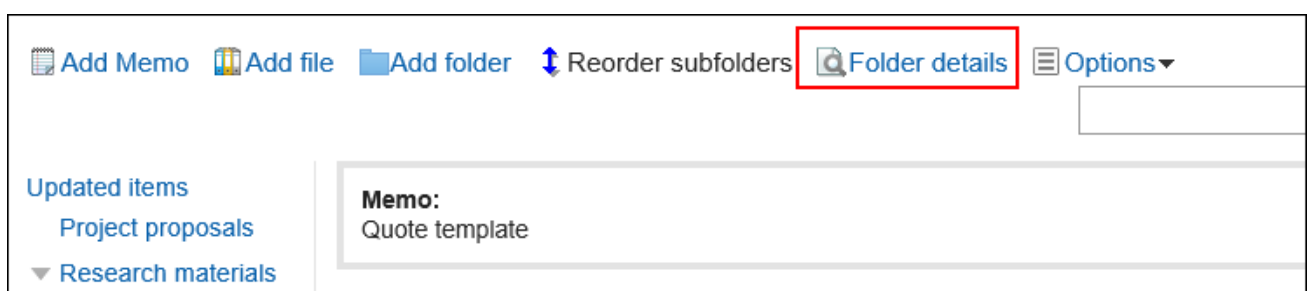 Add Memo Add file Add folder Reorder subfolders Folder details Options
Updated items
Project proposals
Research materials
Memo:
Quote template